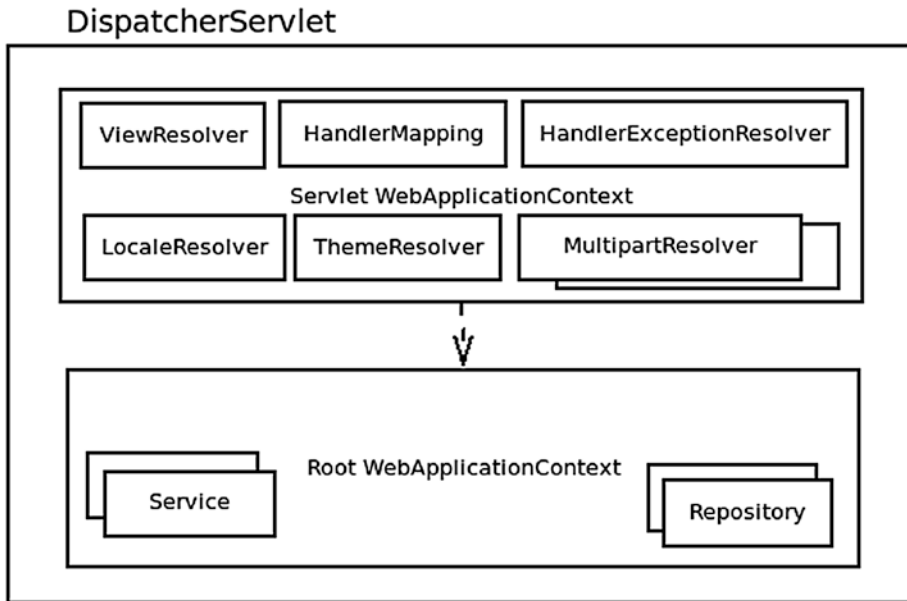 DispatcherServlet
ViewResolver
HandlerMapping
HandlerExceptionResolver
Servlet WebApplicationContext
LocaleResolver
ThemeResolver
MultipartResolver
Root WebApplicationContext
Service
Repository